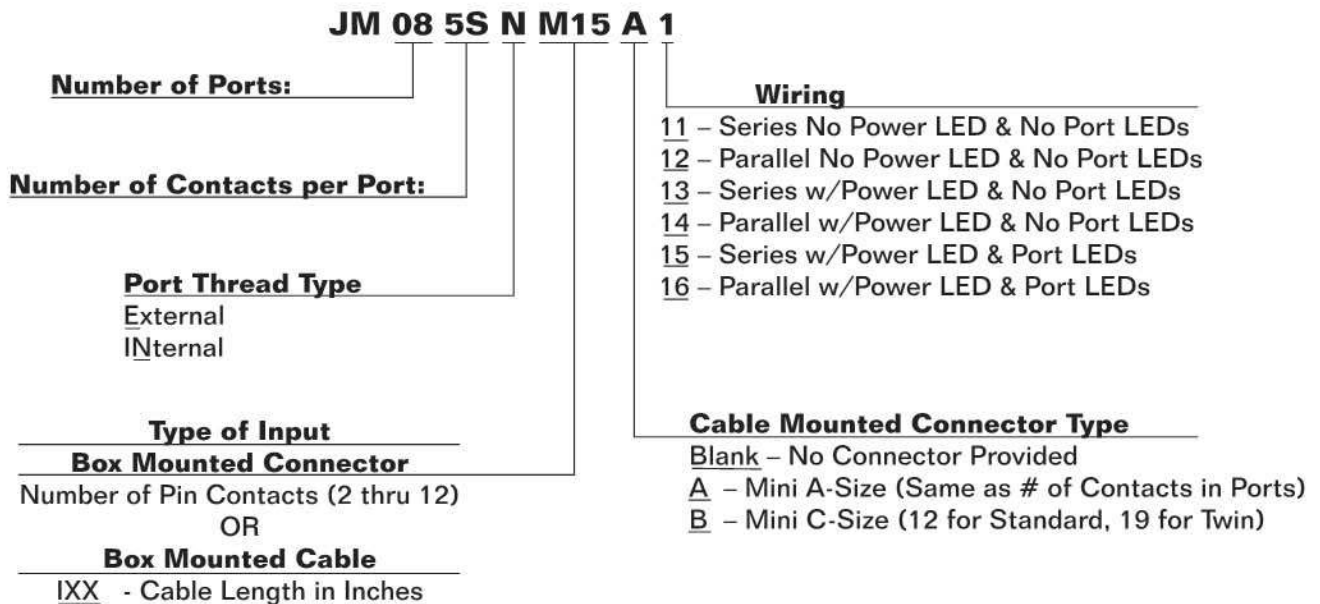 JM 08 5S N M15 A 1
Number of Ports:
Number of Contacts per Port:
Port Thread Type
External
INternal
Type of Input
Box Mounted Connector
Number of Pin Contacts (2 thru 12)
OR
Box Mounted Cable
IXX - Cable Length in Inches
Wiring
11 – Series No Power LED & No Port LEDs
12 – Parallel No Power LED & No Port LEDs
13 – Series w/Power LED & No Port LEDs
14 – Parallel w/Power LED & No Port LEDs
15 – Series w/Power LED & Port LEDs
16 – Parallel w/Power LED & Port LEDs
Cable Mounted Connector Type
Blank – No Connector Provided
A – Mini A-Size (Same as # of Contacts in Ports)
B – Mini C-Size (12 for Standard, 19 for Twin)